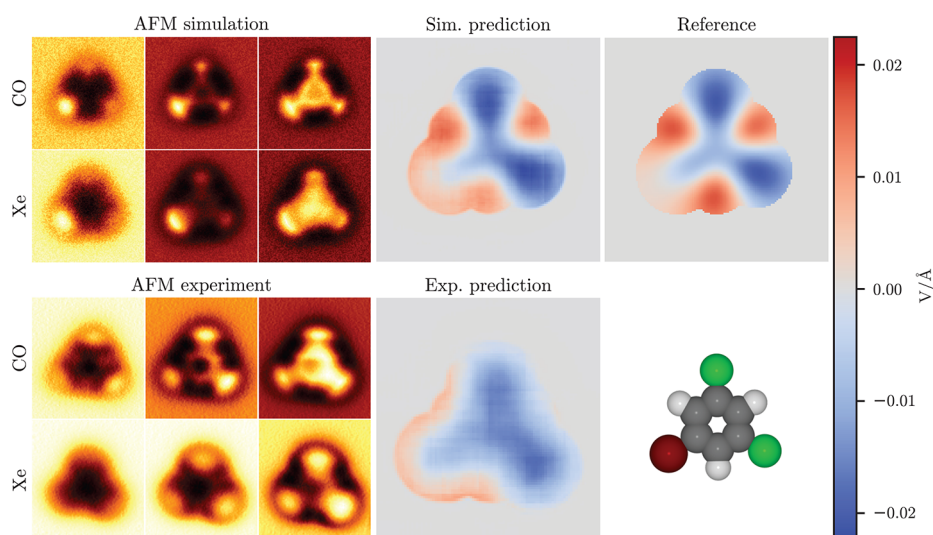 AFM simulation
Sim. prediction
Reference
CO
Xe
0.02
0.01
0.00
−0.01
−0.02
V/Å
AFM experiment
Exp. prediction
CO
Xe